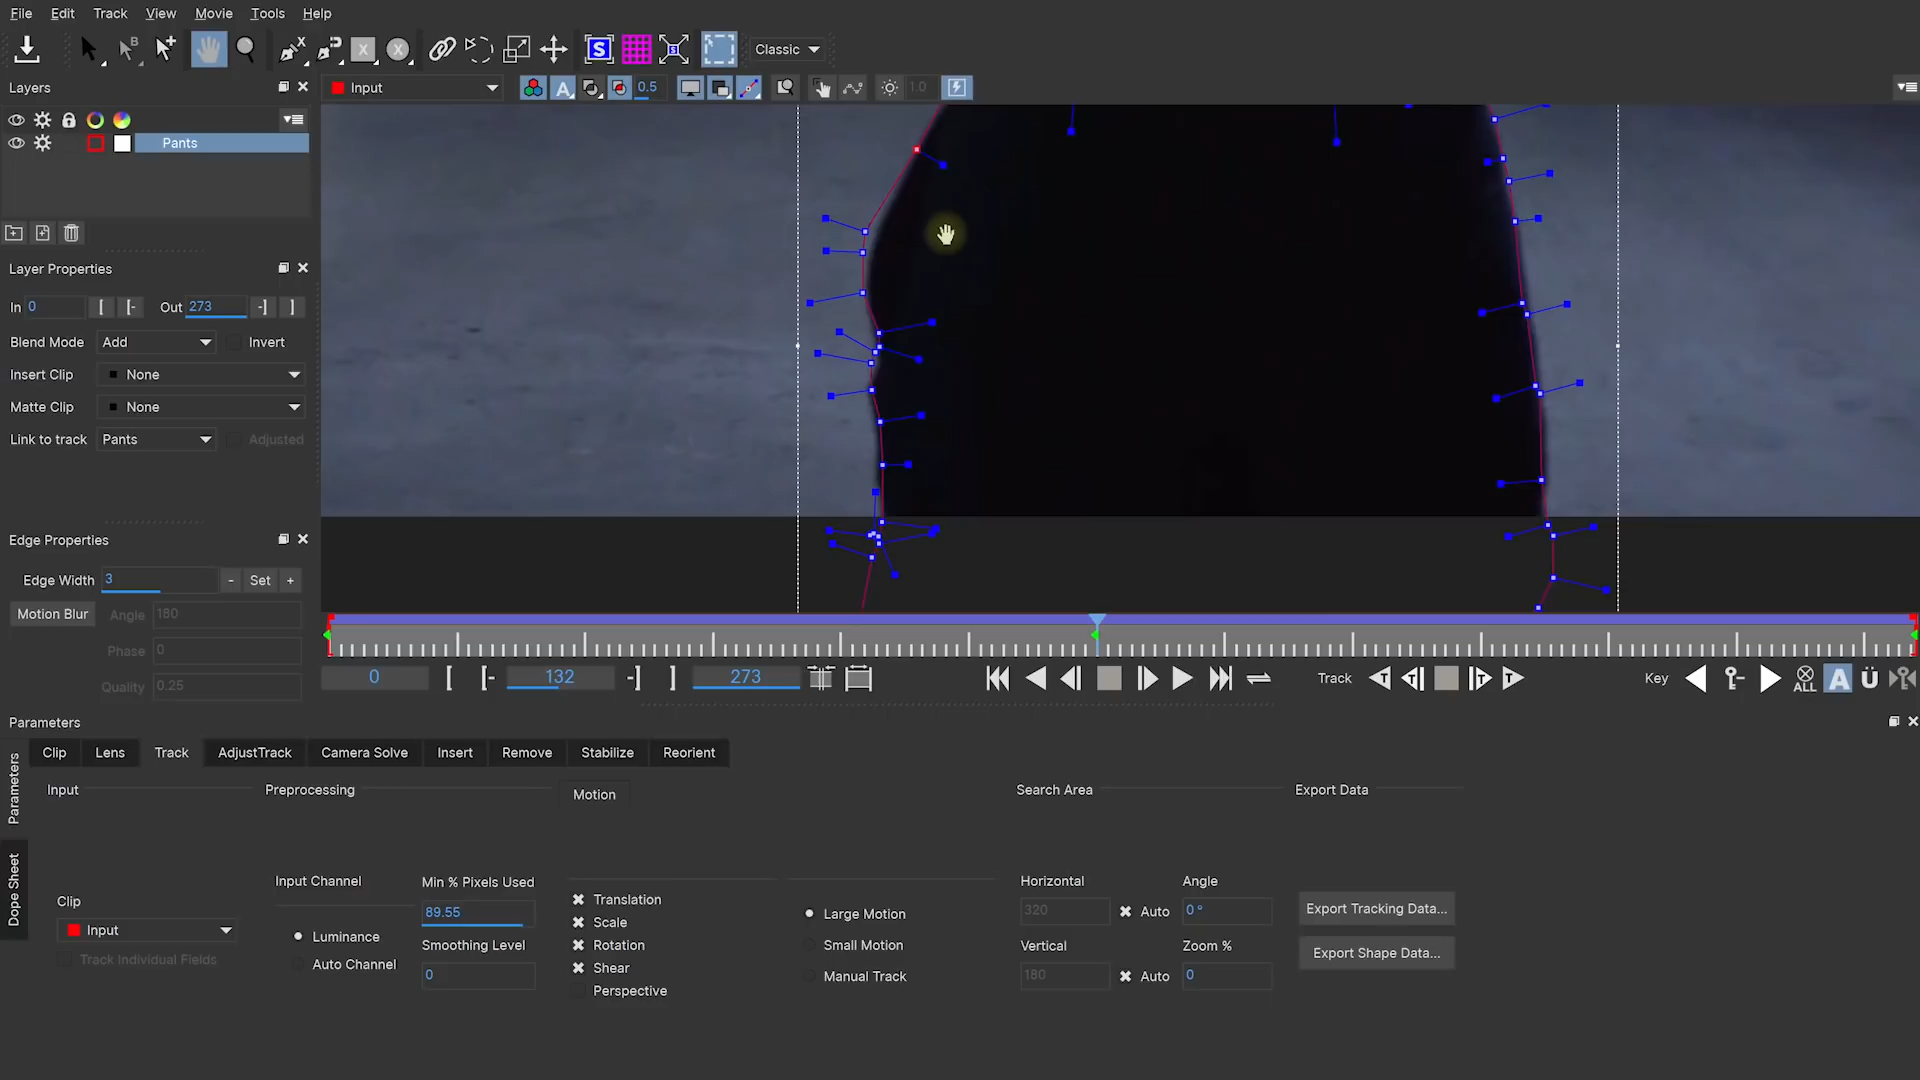 File Edit Track View Movie Tools Help
Classic
Layers
Input
0.5
1.0
Pants
Layer Properties
In 0 [ [- Out 273 -] ]
Blend Mode Add Invert
Insert Clip None
Matte Clip None
Link to track Pants Adjusted
Edge Properties
Edge Width 3 - Set +
Motion Blur Angle 180
Phase 0
Quality 0.25
0 [ [- 132 -] ] 273 Track Key ALL A Ü
Parameters
Clip Lens Track AdjustTrack Camera Solve Insert Remove Stabilize Reorient
Parameters
Dope Sheet
Input Preprocessing Motion Search Area Export Data
Input Channel Min % Pixels Used Horizontal Angle
Clip 89.55 Translation Large Motion 320 Auto 0 ° Export Tracking Data...
Input Luminance Scale
Smoothing Level Rotation Small Motion Vertical Zoom % Export Shape Data...
Track Individual Fields Auto Channel 0 Shear Manual Track 180 Auto 0
Perspective